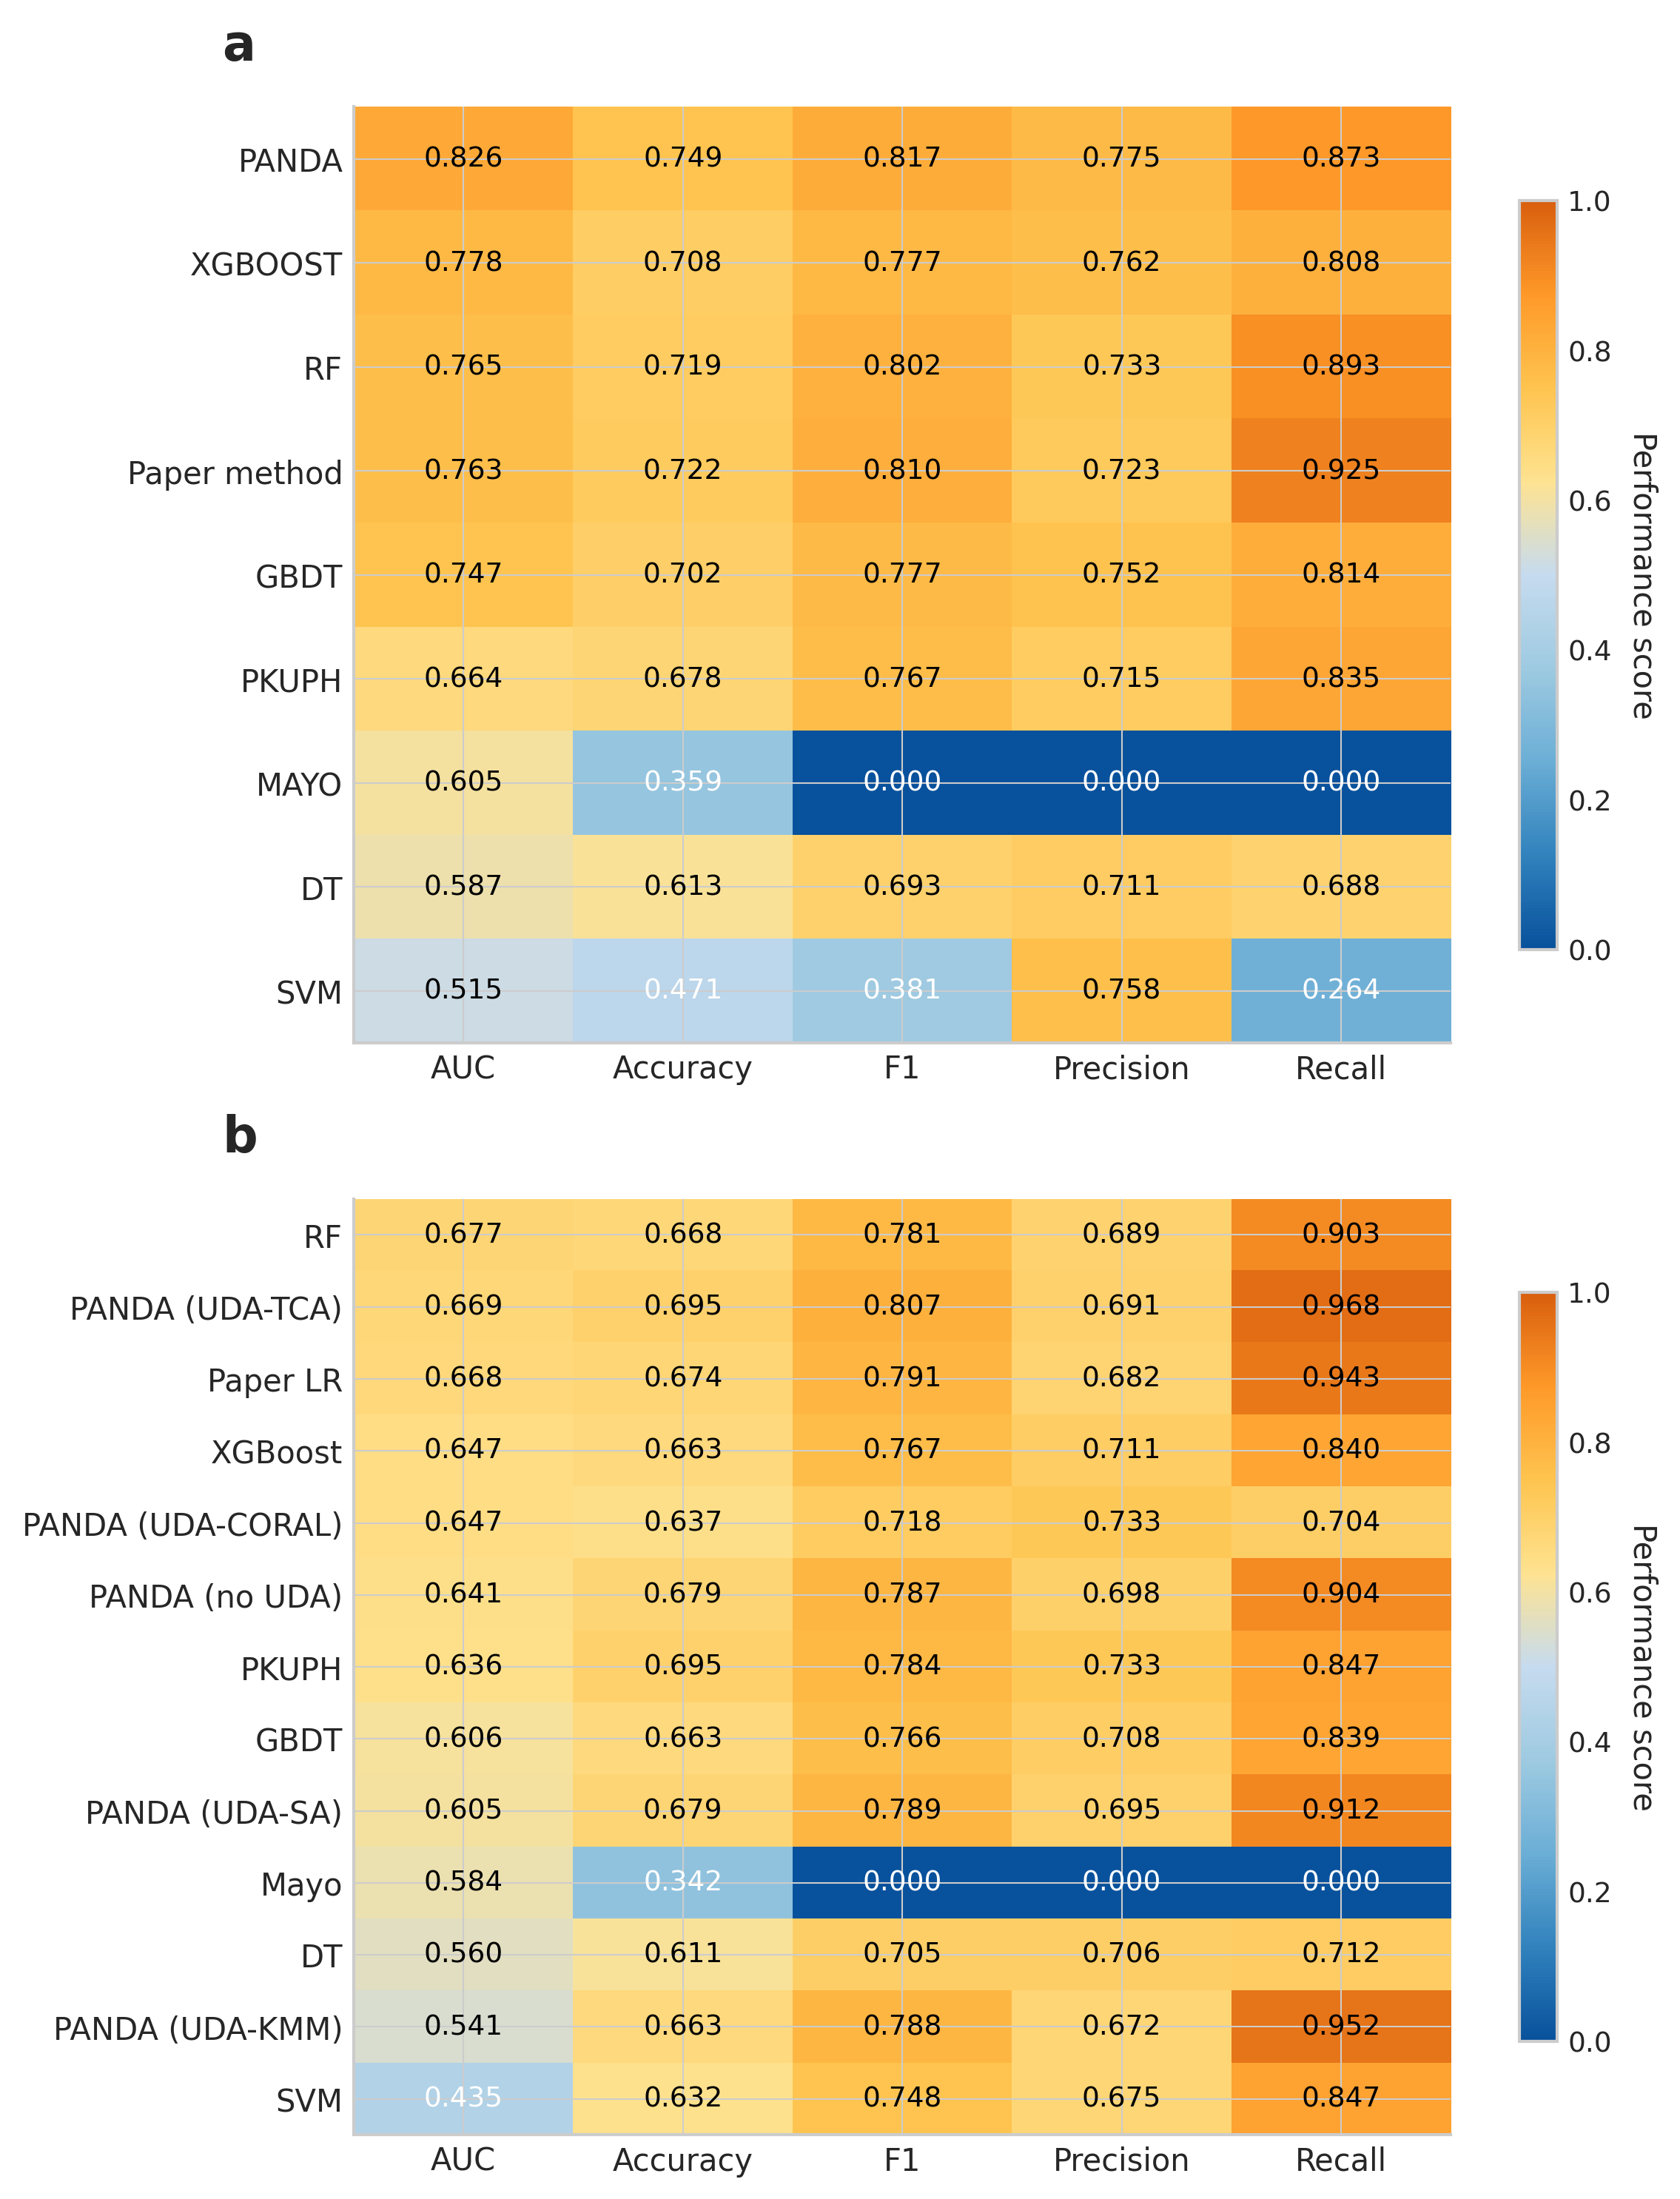 a
PANDA 0.826 0.749 0.817 0.775 0.873
XGBOOST 0.778 0.708 0.777 0.762 0.808
RF 0.765 0.719 0.802 0.733 0.893
Paper method 0.763 0.722 0.810 0.723 0.925
GBDT 0.747 0.702 0.777 0.752 0.814
PKUPH 0.664 0.678 0.767 0.715 0.835
MAYO 0.605 0.359 0.000 0.000 0.000
DT 0.587 0.613 0.693 0.711 0.688
SVM 0.515 0.471 0.381 0.758 0.264
AUC Accuracy F1 Precision Recall
1.0
0.8
0.6
0.4
0.2
0.0
Performance score
b
RF 0.677 0.668 0.781 0.689 0.903
PANDA (UDA-TCA) 0.669 0.695 0.807 0.691 0.968
Paper LR 0.668 0.674 0.791 0.682 0.943
XGBoost 0.647 0.663 0.767 0.711 0.840
PANDA (UDA-CORAL) 0.647 0.637 0.718 0.733 0.704
PANDA (no UDA) 0.641 0.679 0.787 0.698 0.904
PKUPH 0.636 0.695 0.784 0.733 0.847
GBDT 0.606 0.663 0.766 0.708 0.839
PANDA (UDA-SA) 0.605 0.679 0.789 0.695 0.912
Mayo 0.584 0.342 0.000 0.000 0.000
DT 0.560 0.611 0.705 0.706 0.712
PANDA (UDA-KMM) 0.541 0.663 0.788 0.672 0.952
SVM 0.435 0.632 0.748 0.675 0.847
AUC Accuracy F1 Precision Recall
1.0
0.8
0.6
0.4
0.2
0.0
Performance score